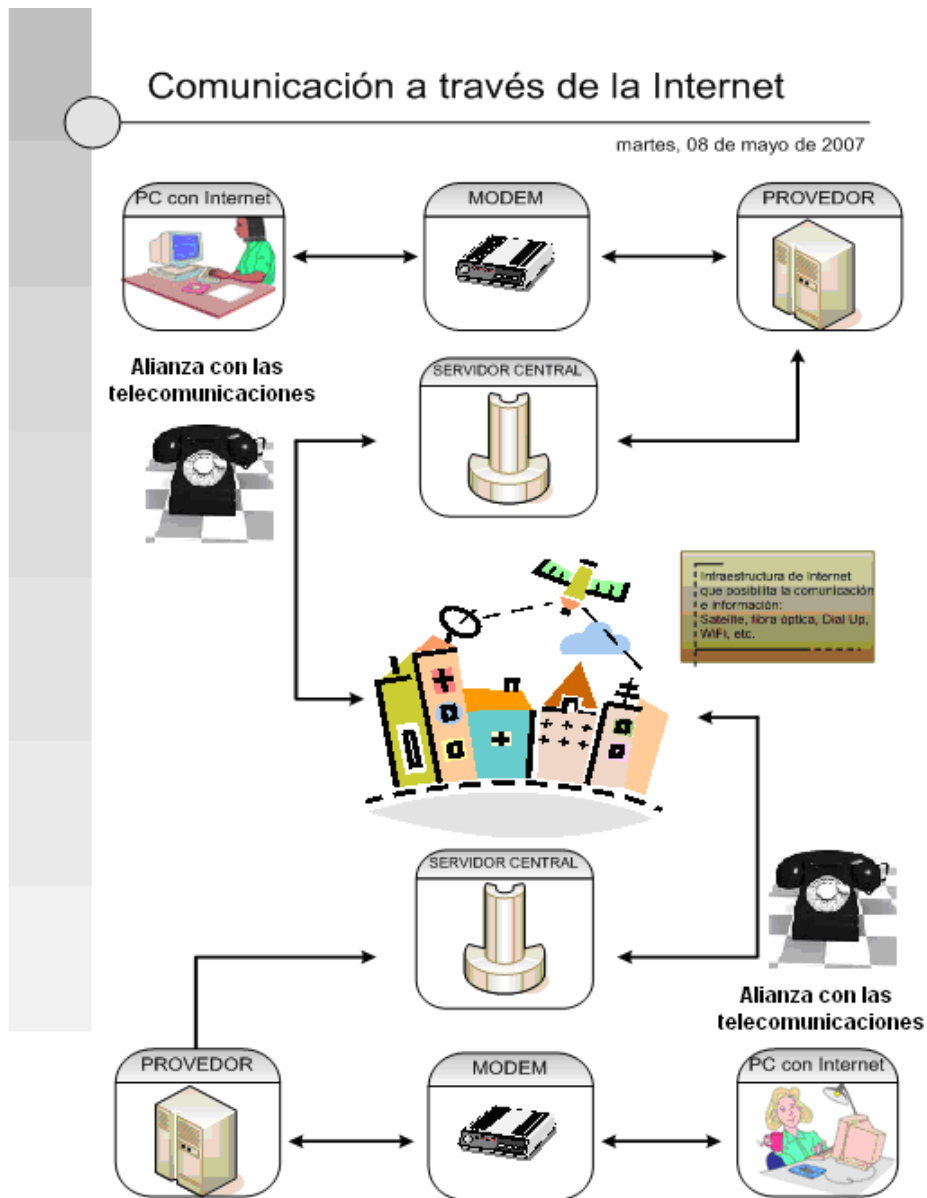 Comunicación a través de la Internet
martes, 08 de mayo de 2007
PC con Internet
MODEM
PROVEDOR
Alianza con las
telecomunicaciones
SERVIDOR CENTRAL
Infraestructura de Internet
que posibilita la comunicación
e información:
Satelite, fibra óptica, Dial Up,
WiFi, etc.
SERVIDOR CENTRAL
Alianza con las
telecomunicaciones
PROVEDOR
MODEM
PC con Internet